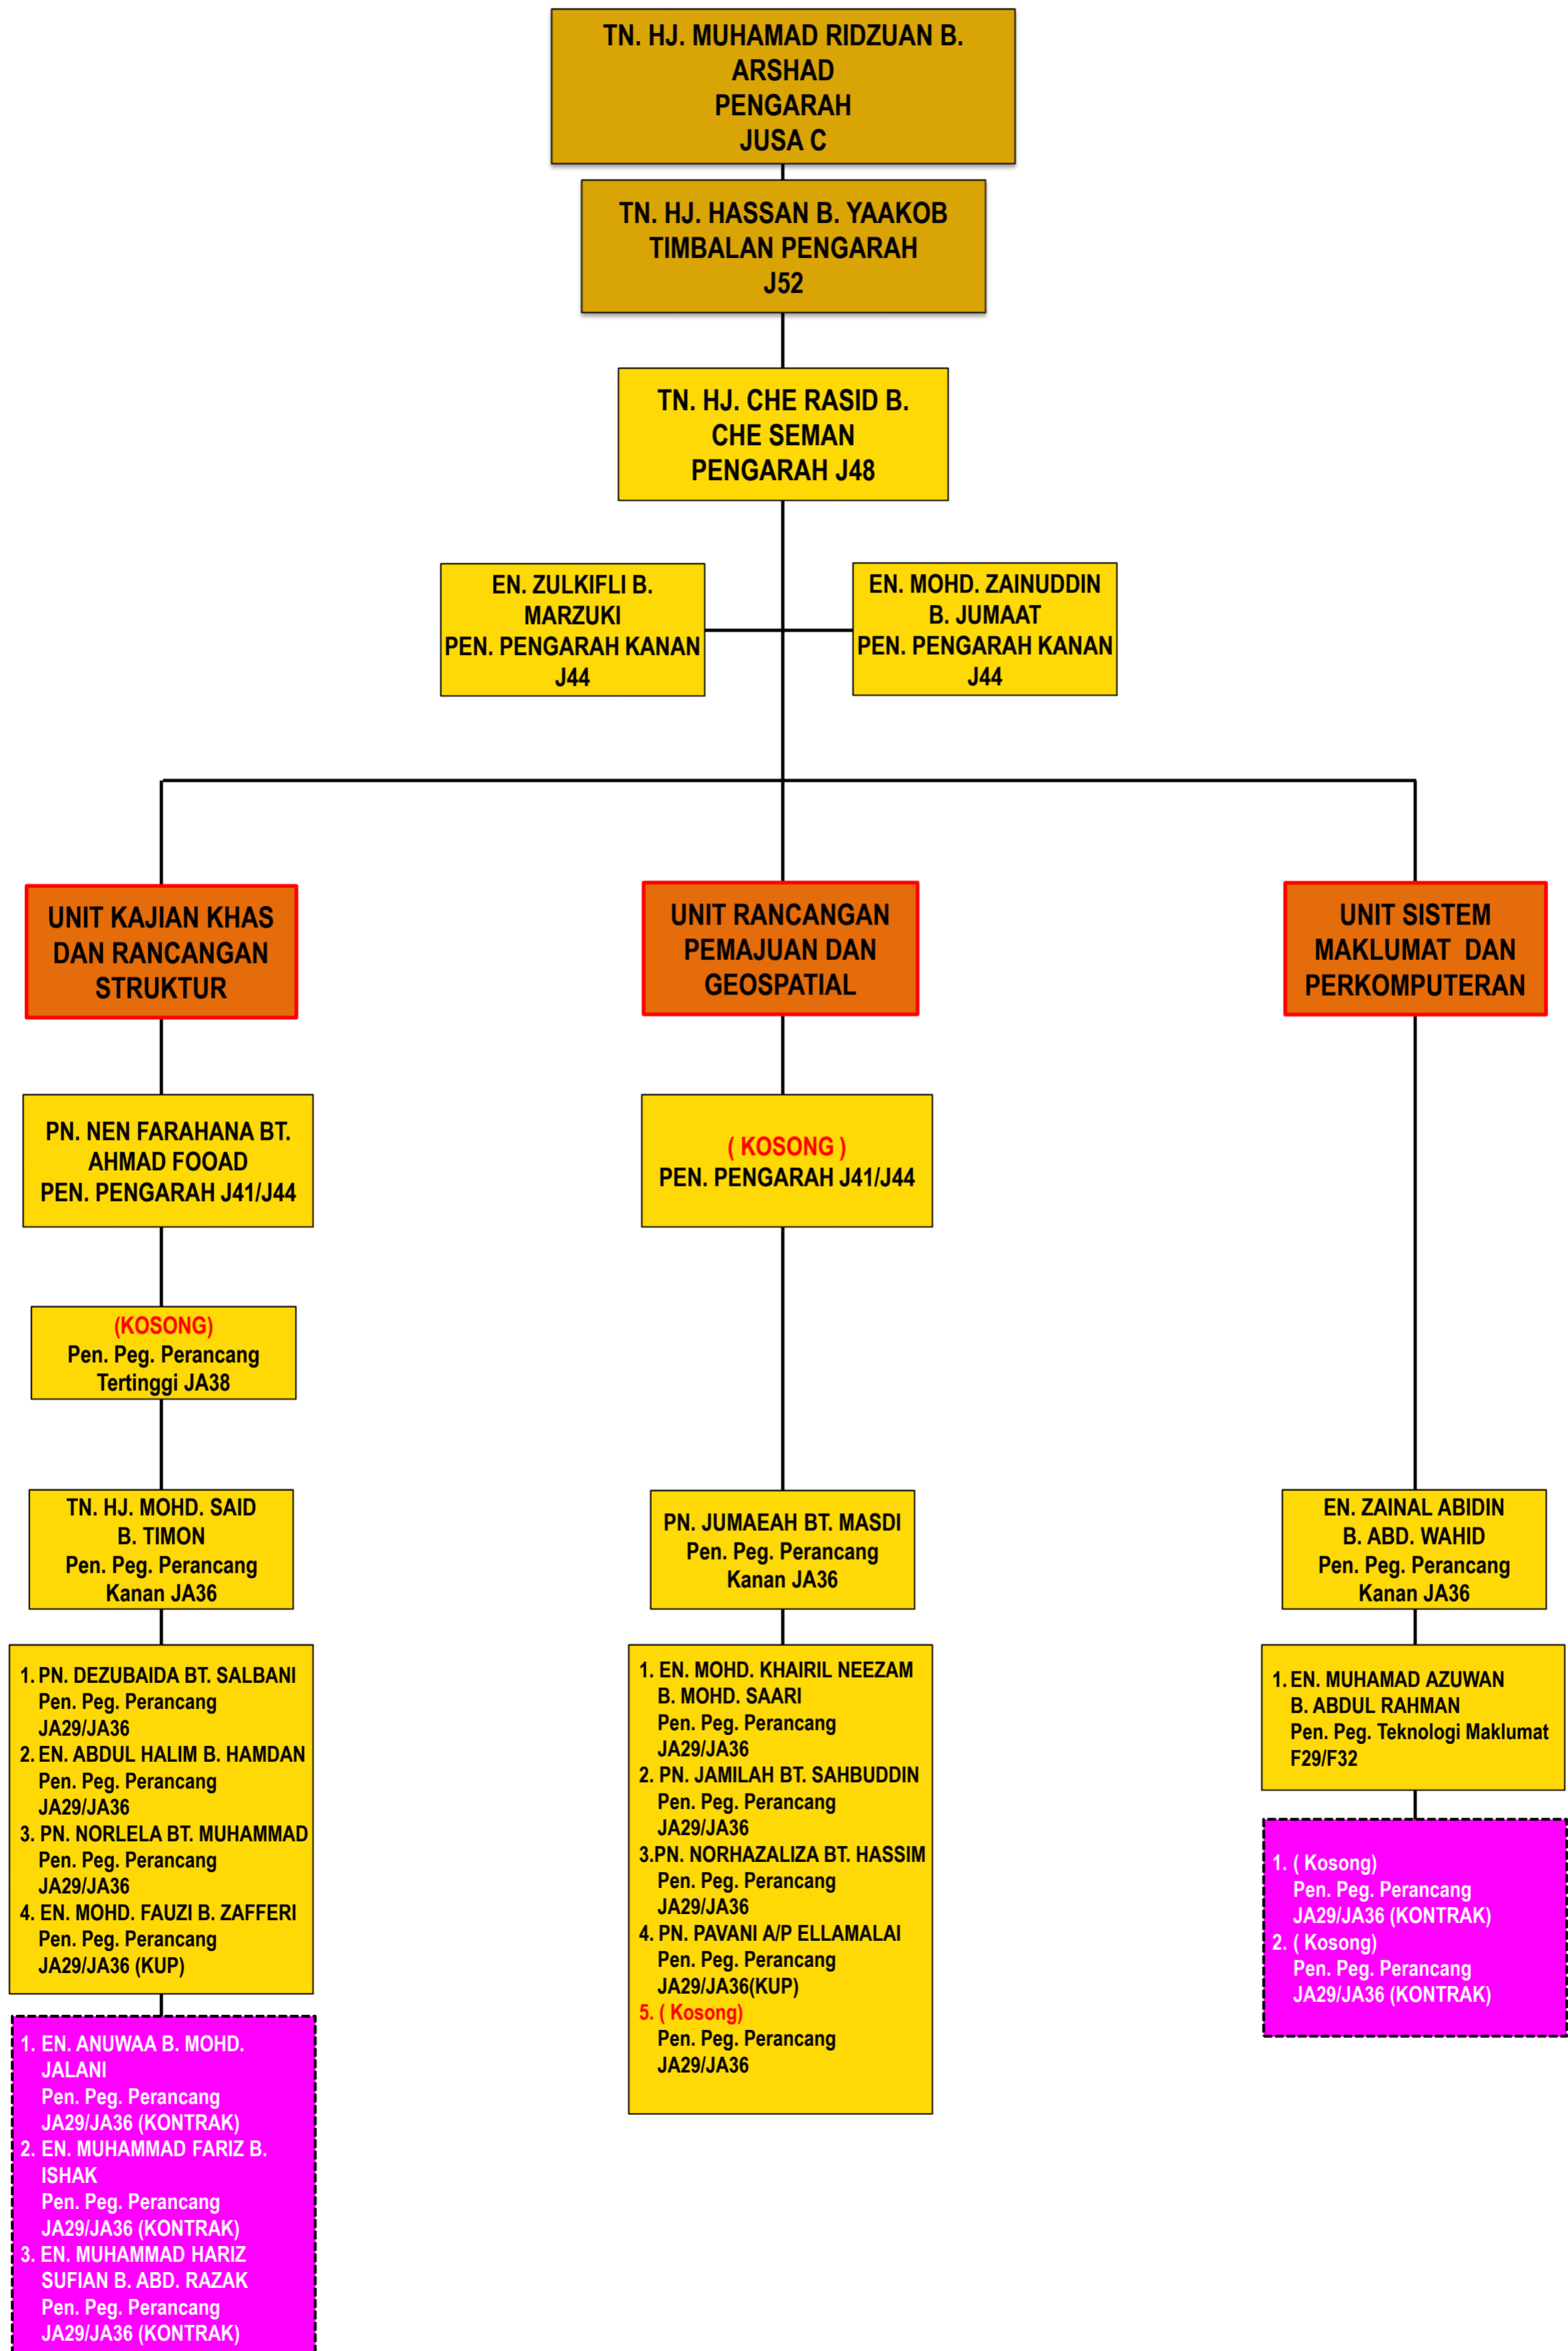 TN. HJ. MUHAMAD RIDZUAN B.
ARSHAD
PENGARAH
JUSA C
TN. HJ. HASSAN B. YAAKOB
TIMBALAN PENGARAH
J52
TN. HJ. CHE RASID B.
CHE SEMAN
PENGARAH J48
EN. ZULKIFLI B.
MARZUKI
PEN. PENGARAH KANAN
J44
EN. MOHD. ZAINUDDIN
B. JUMAAT
PEN. PENGARAH KANAN
J44
UNIT KAJIAN KHAS
DAN RANCANGAN
STRUKTUR
PN. NEN FARAHANA BT.
AHMAD FOOAD
PEN. PENGARAH J41/J44
(KOSONG)
Pen. Peg. Perancang
Tertinggi JA38
TN. HJ. MOHD. SAID
B. TIMON
Pen. Peg. Perancang
Kanan JA36
1. PN. DEZUBAIDA BT. SALBANI
Pen. Peg. Perancang
JA29/JA36
2. EN. ABDUL HALIM B. HAMDAN
Pen. Peg. Perancang
JA29/JA36
3. PN. NORLELA BT. MUHAMMAD
Pen. Peg. Perancang
JA29/JA36
4. EN. MOHD. FAUZI B. ZAFFERI
Pen. Peg. Perancang
JA29/JA36 (KUP)
1. EN. ANUWAA B. MOHD.
JALANI
Pen. Peg. Perancang
JA29/JA36 (KONTRAK)
2. EN. MUHAMMAD FARIZ B.
ISHAK
Pen. Peg. Perancang
JA29/JA36 (KONTRAK)
3. EN. MUHAMMAD HARIZ
SUFIAN B. ABD. RAZAK
Pen. Peg. Perancang
JA29/JA36 (KONTRAK)
UNIT RANCANGAN
PEMAJUAN DAN
GEOSPATIAL
( KOSONG )
PEN. PENGARAH J41/J44
PN. JUMAEAH BT. MASDI
Pen. Peg. Perancang
Kanan JA36
1. EN. MOHD. KHAIRIL NEEZAM
B. MOHD. SAARI
Pen. Peg. Perancang
JA29/JA36
2. PN. JAMILAH BT. SAHBUDDIN
Pen. Peg. Perancang
JA29/JA36
3.PN. NORHAZALIZA BT. HASSIM
Pen. Peg. Perancang
JA29/JA36
4. PN. PAVANI A/P ELLAMALAI
Pen. Peg. Perancang
JA29/JA36(KUP)
5. ( Kosong)
Pen. Peg. Perancang
JA29/JA36
UNIT SISTEM
MAKLUMAT DAN
PERKOMPUTERAN
EN. ZAINAL ABIDIN
B. ABD. WAHID
Pen. Peg. Perancang
Kanan JA36
1. EN. MUHAMAD AZUWAN
B. ABDUL RAHMAN
Pen. Peg. Teknologi Maklumat
F29/F32
1. ( Kosong)
Pen. Peg. Perancang
JA29/JA36 (KONTRAK)
2. ( Kosong)
Pen. Peg. Perancang
JA29/JA36 (KONTRAK)